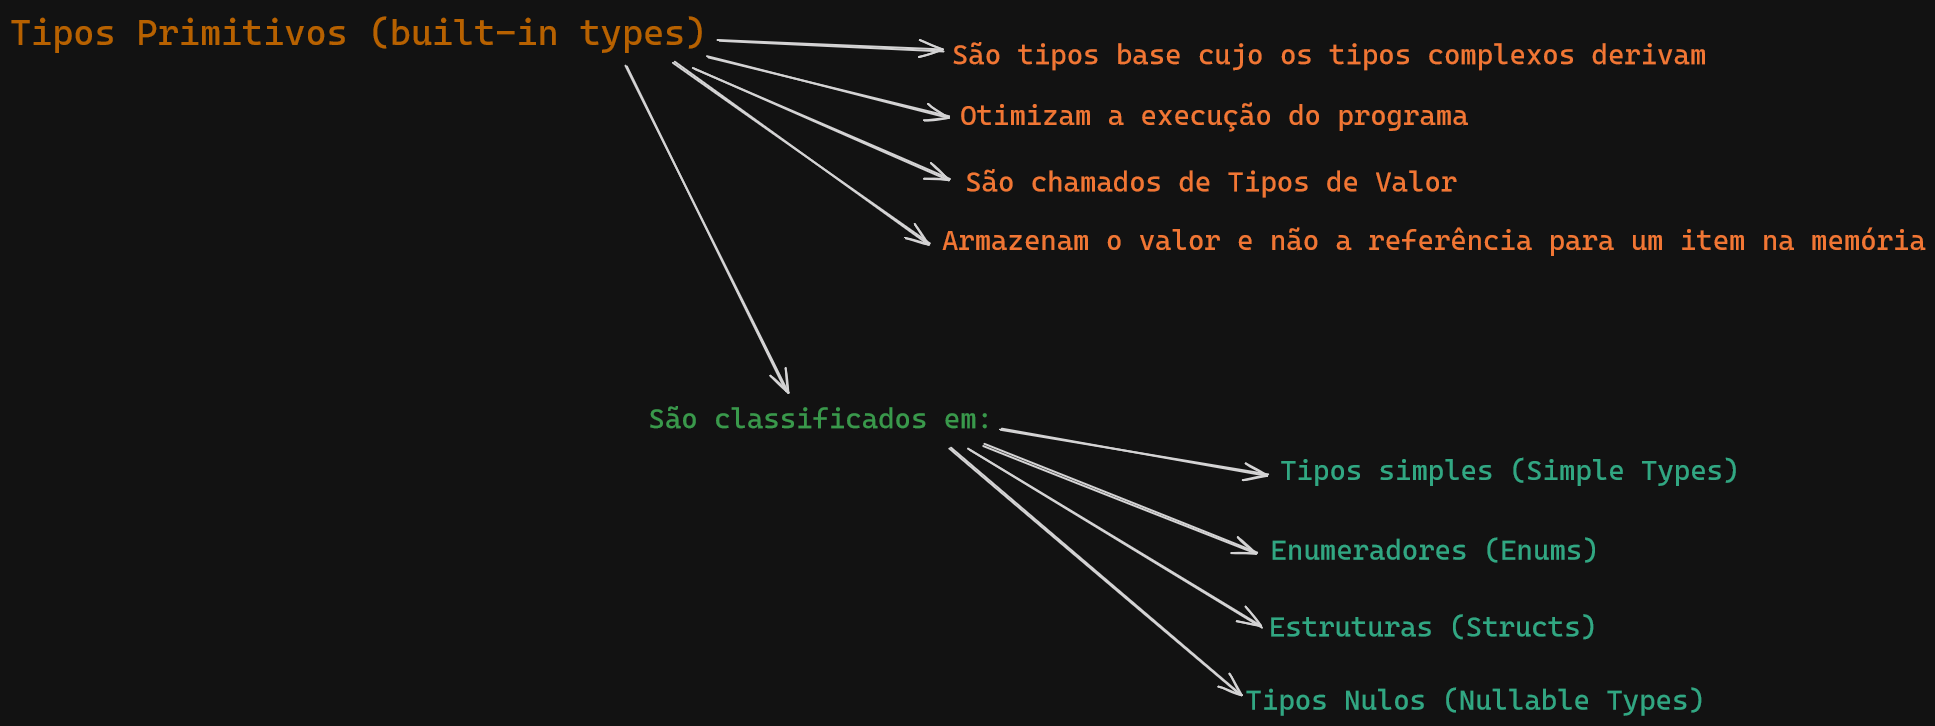 Tipos Primitivos (built-in types)
São tipos base cujo os tipos complexos derivam
Otimizam a execução do programa
São chamados de Tipos de Valor
Armazenam o valor e não a referência para um item na memória
São classificados em:
Tipos simples (Simple Types)
Enumeradores (Enums)
Estruturas (Structs)
Tipos Nulos (Nullable Types)